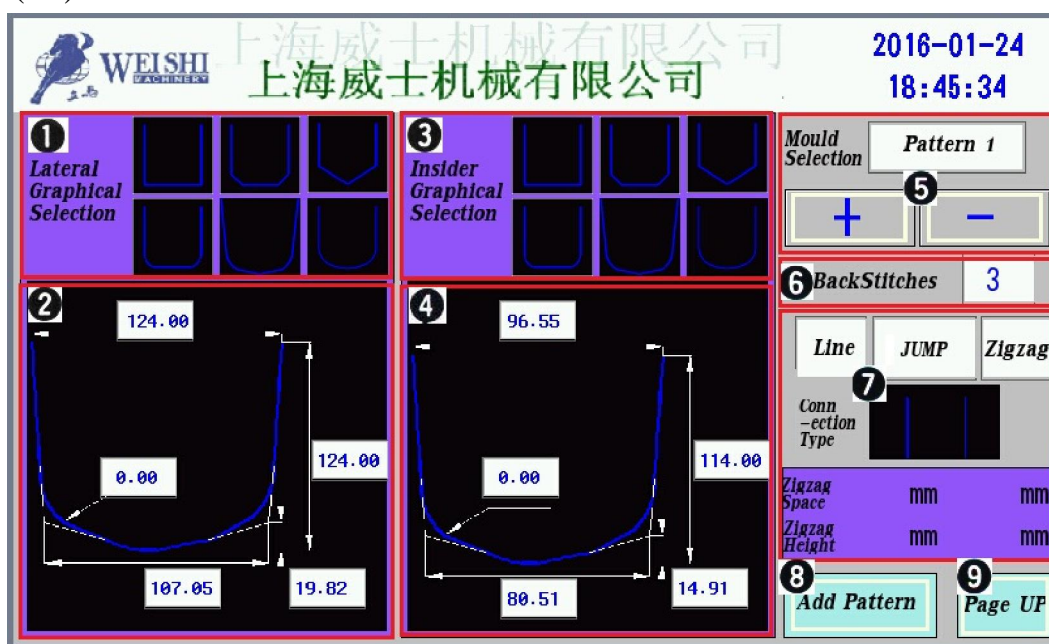 WEISHI
MACHINERY
上海威士机械有限公司
上海威士机械有限公司
2016-01-24
18:45:34
1
Lateral
Graphical
Selection
3
Insider
Graphical
Selection
Mould
Selection
Pattern 1
5
+
−
6
BackStitches
3
2
124.00
0.00
124.00
107.05
19.82
4
96.55
0.00
114.00
80.51
14.91
Line
JUMP
Zigzag
7
Conn
-ection
Type
Zigzag
Space
mm
mm
Zigzag
Height
mm
mm
8
Add Pattern
9
Page UP